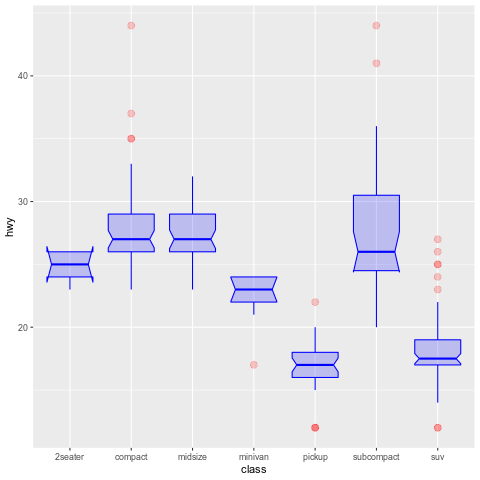 hwy
40
30
20
2seater compact midsize minivan pickup subcompact suv
class